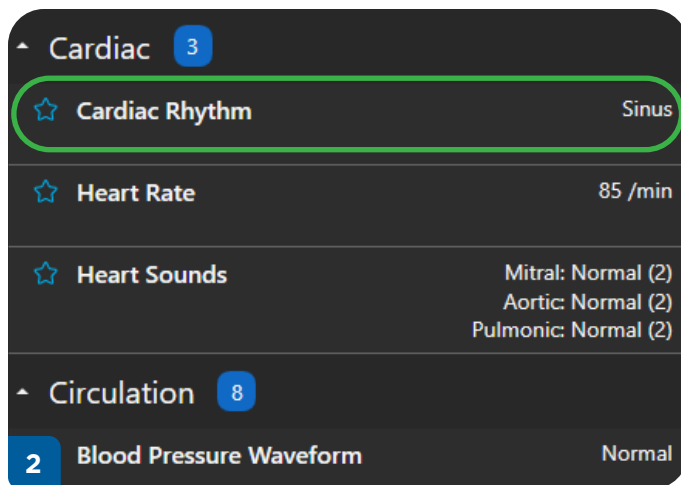 Cardiac 3
Cardiac Rhythm Sinus
Heart Rate 85 /min
Heart Sounds Mitral: Normal (2)
Aortic: Normal (2)
Pulmonic: Normal (2)
Circulation 8
2 Blood Pressure Waveform Normal